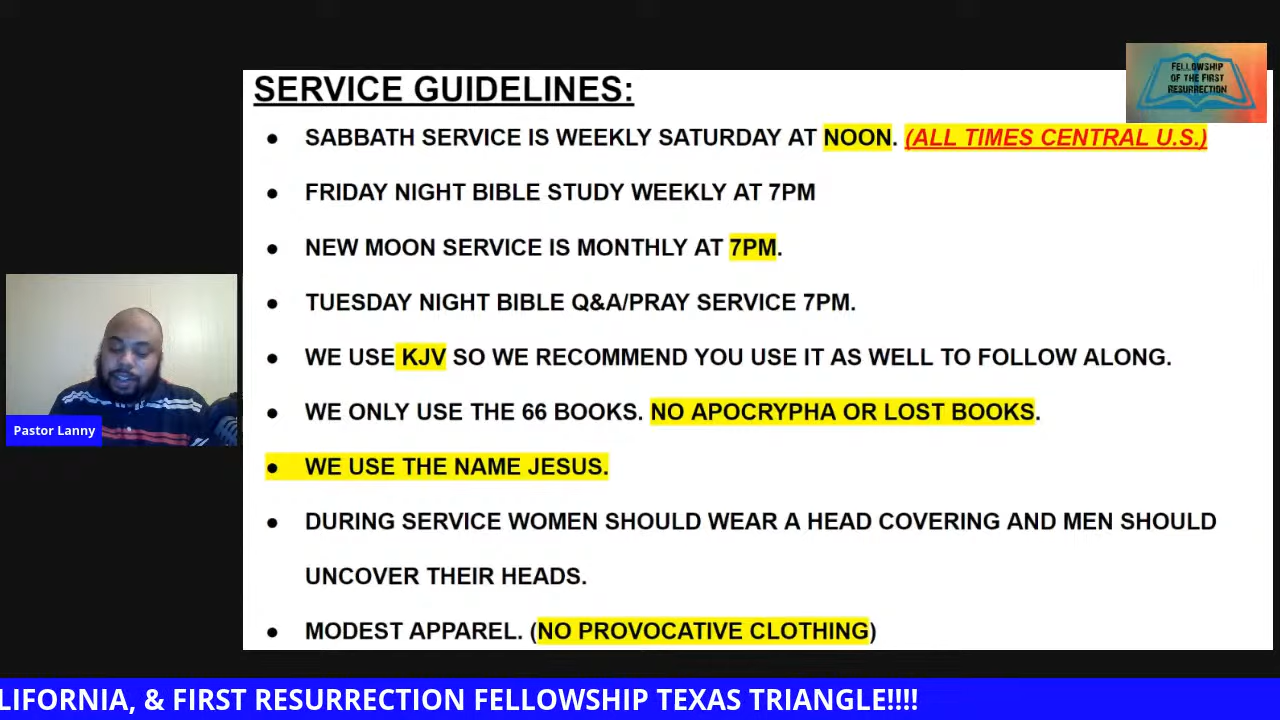 FELLOWSHIP
OF THE FIRST
RESURRECTION
SERVICE GUIDELINES:
● SABBATH SERVICE IS WEEKLY SATURDAY AT NOON. (ALL TIMES CENTRAL U.S.)
● FRIDAY NIGHT BIBLE STUDY WEEKLY AT 7PM
● NEW MOON SERVICE IS MONTHLY AT 7PM.
● TUESDAY NIGHT BIBLE Q&A/PRAY SERVICE 7PM.
● WE USE KJV SO WE RECOMMEND YOU USE IT AS WELL TO FOLLOW ALONG.
● WE ONLY USE THE 66 BOOKS. NO APOCRYPHA OR LOST BOOKS.
● WE USE THE NAME JESUS.
● DURING SERVICE WOMEN SHOULD WEAR A HEAD COVERING AND MEN SHOULD
UNCOVER THEIR HEADS.
● MODEST APPAREL. (NO PROVOCATIVE CLOTHING)
Pastor Lanny
LIFORNIA, & FIRST RESURRECTION FELLOWSHIP TEXAS TRIANGLE!!!!